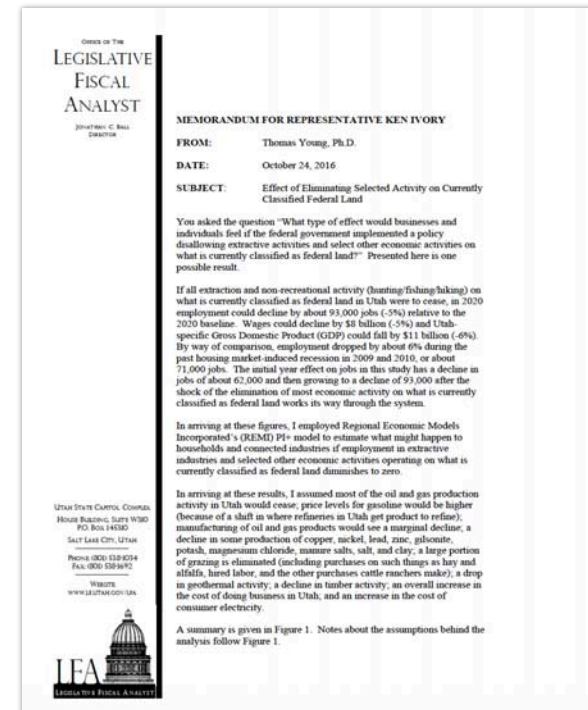 OFFICE OF THE
LEGISLATIVE
FISCAL
ANALYST
JONATHAN C. BALL
DIRECTOR
MEMORANDUM FOR REPRESENTATIVE KEN IVORY
FROM: Thomas Young, Ph.D.
DATE: October 24, 2016
SUBJECT: Effect of Eliminating Selected Activity on Currently
Classified Federal Land
You asked the question "What type of effect would businesses and
individuals feel if the federal government implemented a policy
disallowing extractive activities and select other economic activities on
what is currently classified as federal land?" Presented here is one
possible result.
If all extraction and non-recreational activity (hunting/fishing/hiking) on
what is currently classified as federal land in Utah were to cease, in 2020
employment could decline by about 93,000 jobs (-5%) relative to the
2020 baseline. Wages could decline by $8 billion (-5%) and Utah-
specific Gross Domestic Product (GDP) could fall by $11 billion (-6%).
By way of comparison, employment dropped by about 6% during the
past housing market-induced recession in 2009 and 2010, or about
71,000 jobs. The initial year effect on jobs in this study has a decline in
jobs of about 62,000 and then growing to a decline of 93,000 after the
shock of the elimination of most economic activity on what is currently
classified as federal land works its way through the system.
In arriving at these figures, I employed Regional Economic Models
Incorporated's (REMI) PI+ model to estimate what might happen to
households and connected industries if employment in extractive
industries and selected other economic activities operating on what is
currently classified as federal land diminishes to zero.
In arriving at these results, I assumed most of the oil and gas production
activity in Utah would cease; price levels for gasoline would be higher
(because of a shift in where refineries in Utah get product to refine);
manufacturing of oil and gas products would see a marginal decline; a
decline in some production of copper, nickel, lead, zinc, gilsonite,
potash, magnesium chloride, manure salts, salt, and clay; a large portion
of grazing is eliminated (including purchases on such things as hay and
alfalfa, hired labor, and the other purchases cattle ranchers make); a drop
in geothermal activity; a decline in timber activity; an overall increase in
the cost of doing business in Utah; and an increase in the cost of
consumer electricity.
A summary is given in Figure 1. Notes about the assumptions behind the
analysis follow Figure 1.
UTAH STATE CAPITOL COMPLEX
HOUSE BUILDING, SUITE W310
P.O. BOX 145310
SALT LAKE CITY, UTAH
PHONE: (801) 538-1034
FAX: (801) 538-1692
WEBSITE
WWW.LE.UTAH.GOV/LFA
LFA
LEGISLATIVE FISCAL ANALYST